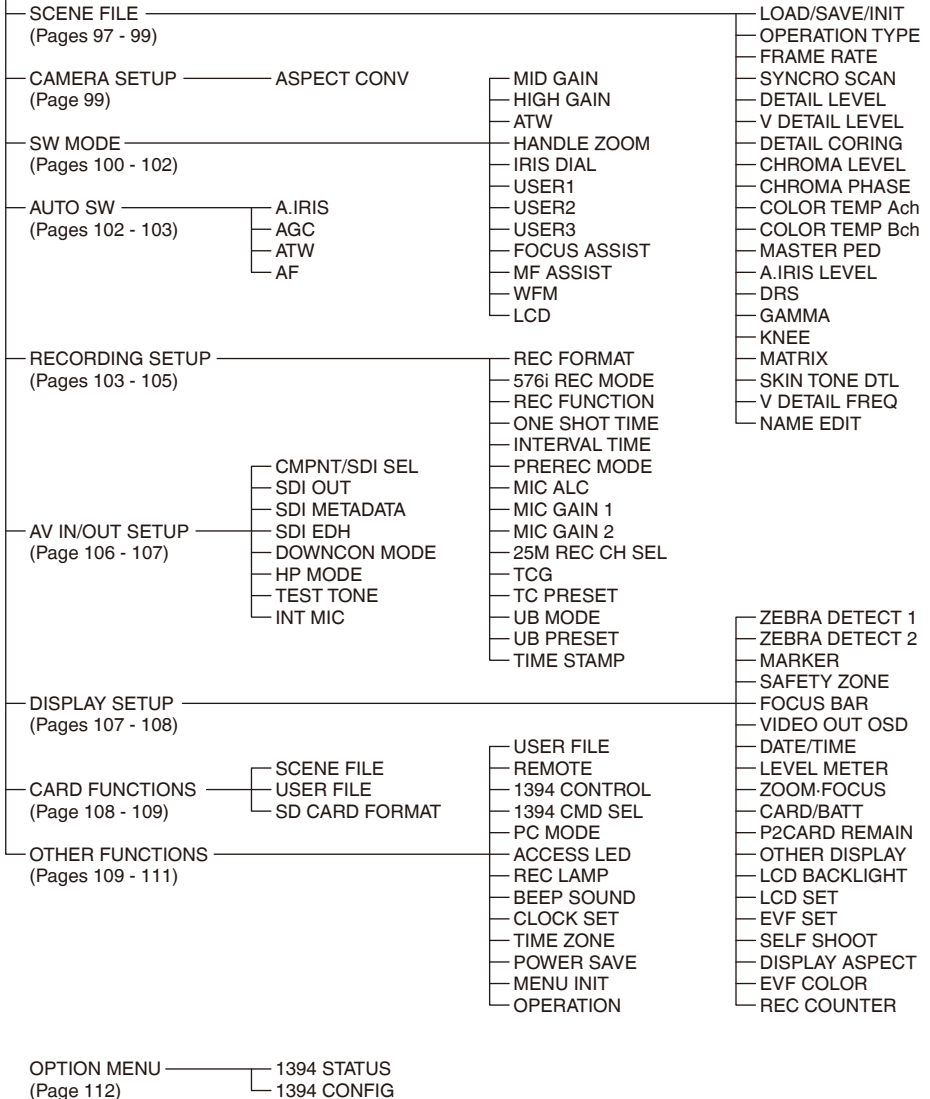 SCENE FILE
(Pages 97 - 99)
LOAD/SAVE/INIT
OPERATION TYPE
FRAME RATE
SYNCRO SCAN
DETAIL LEVEL
V DETAIL LEVEL
DETAIL CORING
CHROMA LEVEL
CHROMA PHASE
COLOR TEMP Ach
COLOR TEMP Bch
MASTER PED
A.IRIS LEVEL
DRS
GAMMA
KNEE
MATRIX
SKIN TONE DTL
V DETAIL FREQ
NAME EDIT
CAMERA SETUP
(Page 99)
ASPECT CONV
SW MODE
(Pages 100 - 102)
MID GAIN
HIGH GAIN
ATW
HANDLE ZOOM
IRIS DIAL
USER1
USER2
USER3
FOCUS ASSIST
MF ASSIST
WFM
LCD
AUTO SW
(Pages 102 - 103)
A.IRIS
AGC
ATW
AF
RECORDING SETUP
(Pages 103 - 105)
REC FORMAT
576i REC MODE
REC FUNCTION
ONE SHOT TIME
INTERVAL TIME
PREREC MODE
MIC ALC
MIC GAIN 1
MIC GAIN 2
25M REC CH SEL
TCG
TC PRESET
UB MODE
UB PRESET
TIME STAMP
AV IN/OUT SETUP
(Page 106 - 107)
CMPNT/SDI SEL
SDI OUT
SDI METADATA
SDI EDH
DOWNCON MODE
HP MODE
TEST TONE
INT MIC
DISPLAY SETUP
(Pages 107 - 108)
ZEBRA DETECT 1
ZEBRA DETECT 2
MARKER
SAFETY ZONE
FOCUS BAR
VIDEO OUT OSD
DATE/TIME
LEVEL METER
ZOOM·FOCUS
CARD/BATT
P2CARD REMAIN
OTHER DISPLAY
LCD BACKLIGHT
LCD SET
EVF SET
SELF SHOOT
DISPLAY ASPECT
EVF COLOR
REC COUNTER
CARD FUNCTIONS
(Page 108 - 109)
SCENE FILE
USER FILE
SD CARD FORMAT
OTHER FUNCTIONS
(Pages 109 - 111)
USER FILE
REMOTE
1394 CONTROL
1394 CMD SEL
PC MODE
ACCESS LED
REC LAMP
BEEP SOUND
CLOCK SET
TIME ZONE
POWER SAVE
MENU INIT
OPERATION
OPTION MENU
(Page 112)
1394 STATUS
1394 CONFIG